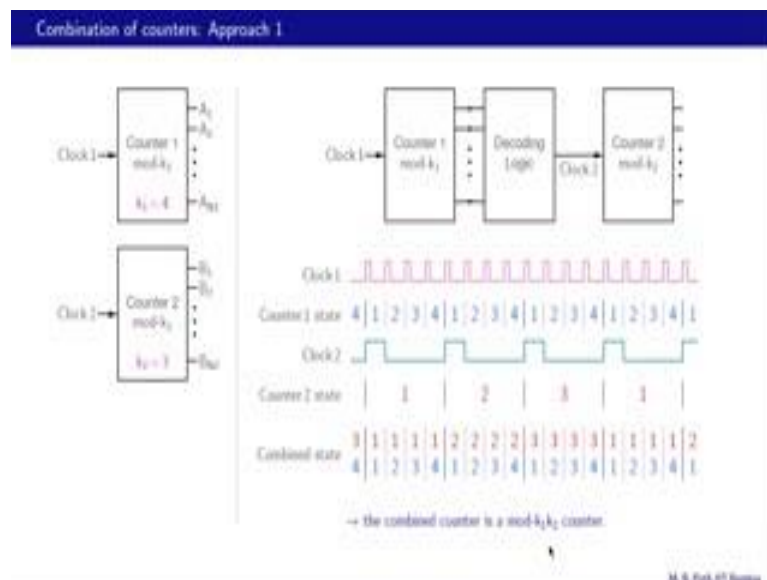 Combination of counters: Approach 1
Clock 1
Counter 1
mod-k₁
k₁ = 4
A₁
A₂
Clock 2
Counter 2
mod-k₂
k₂ = 3
B₁
B₂
Clock 1
Counter 1
mod-k₁
Decoding
Logic
Clock 2
Counter 2
mod-k₂
Clock 1
Counter 1 state 4 1 2 3 4 1 2 3 4 1 2 3 4 1 2 3 4 1
Clock 2
Counter 2 state 1 2 3 1
Combined state
3 1 1 1 1 2 2 2 2 3 3 3 3 1 1 1 1 2
4 1 2 3 4 1 2 3 4 1 2 3 4 1 2 3 4 1
→ the combined counter is a mod-k₁k₂ counter.